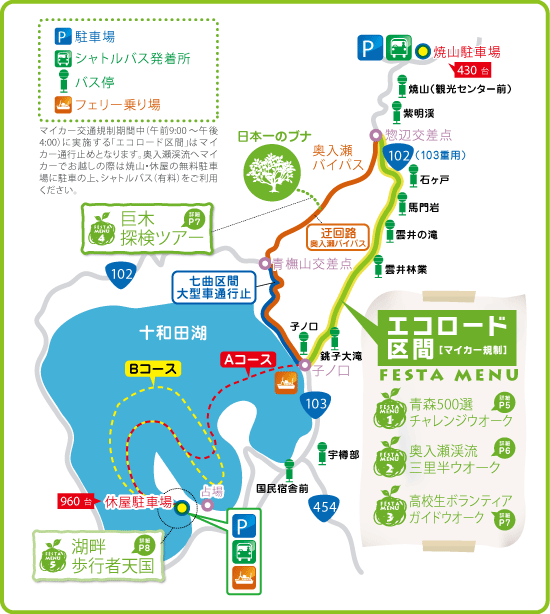 P 駐車場
シャトルバス発着所
バス停
フェリー乗り場
マイカー交通規制期間中(午前9:00～午後
4:00)に実施する「エコロード区間」はマイ
カー通行止めとなります。奥入瀬渓流へマイ
カーでお越しの際は焼山・休屋の無料駐車
場に駐車の上、シャトルバス(有料)をご利用
ください。
P
焼山駐車場
430 台
焼山(観光センター前)
紫明渓
惣辺交差点
102
(103重用)
日本一のブナ
奥入瀬
バイパス
石ヶ戸
馬門岩
雲井の滝
雲井林業
迂回路
奥入瀬バイパス
FESTA MENU
4
巨木
探検ツアー
詳細
P7
102
青橅山交差点
七曲区間
大型車通行止
十和田湖
子ノ口
銚子大滝
子ノ口
Aコース
Bコース
103
エコロード
区間 [マイカー規制]
FESTA MENU
FESTA MENU
1
青森500選
チャレンジウオーク
詳細
P5
FESTA MENU
2
奥入瀬渓流
三里半ウオーク
詳細
P6
FESTA MENU
3
高校生ボランティア
ガイドウオーク
詳細
P7
宇樽部
国民宿舎前
454
960 台
休屋駐車場
占場
P
FESTA MENU
5
湖畔
歩行者天国
詳細
P8